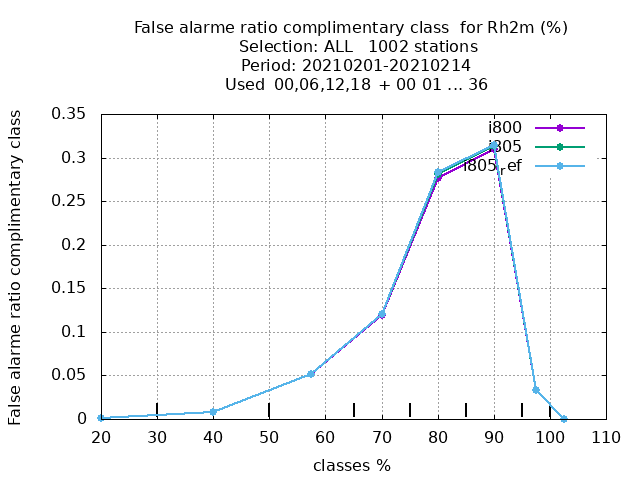 False alarme ratio complimentary class  for Rh2m (%)
Selection: ALL   1002 stations
Period: 20210201-20210214
Used  00,06,12,18  + 00 01 ... 36
False alarme ratio complimentary class
0.35
0.3
0.25
0.2
0.15
0.1
0.05
0
i800
i805
i805_ref
20 30 40 50 60 70 80 90 100 110
classes %